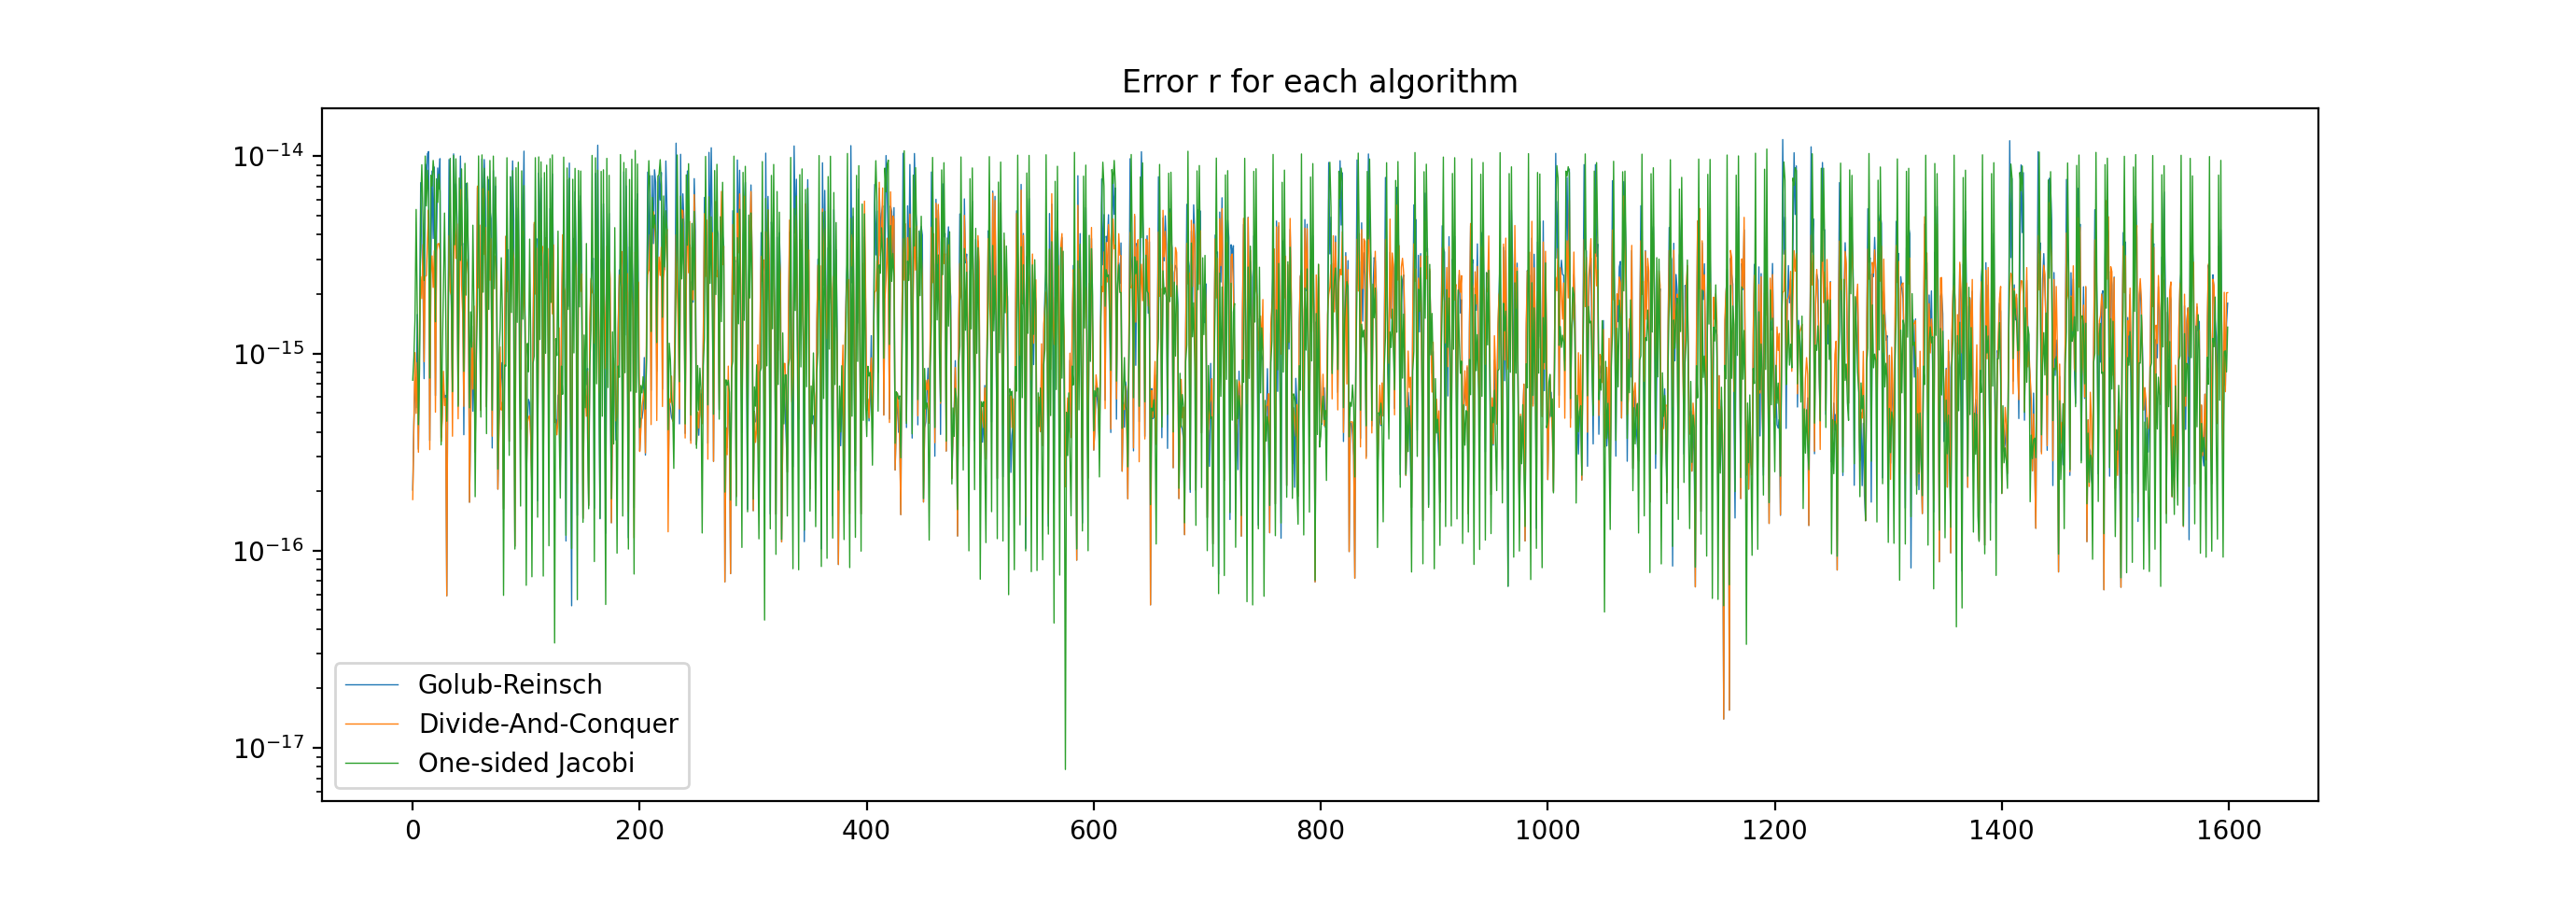 Error r for each algorithm
10⁻¹⁴
10⁻¹⁵
10⁻¹⁶
10⁻¹⁷
Golub-Reinsch
Divide-And-Conquer
One-sided Jacobi
0 200 400 600 800 1000 1200 1400 1600